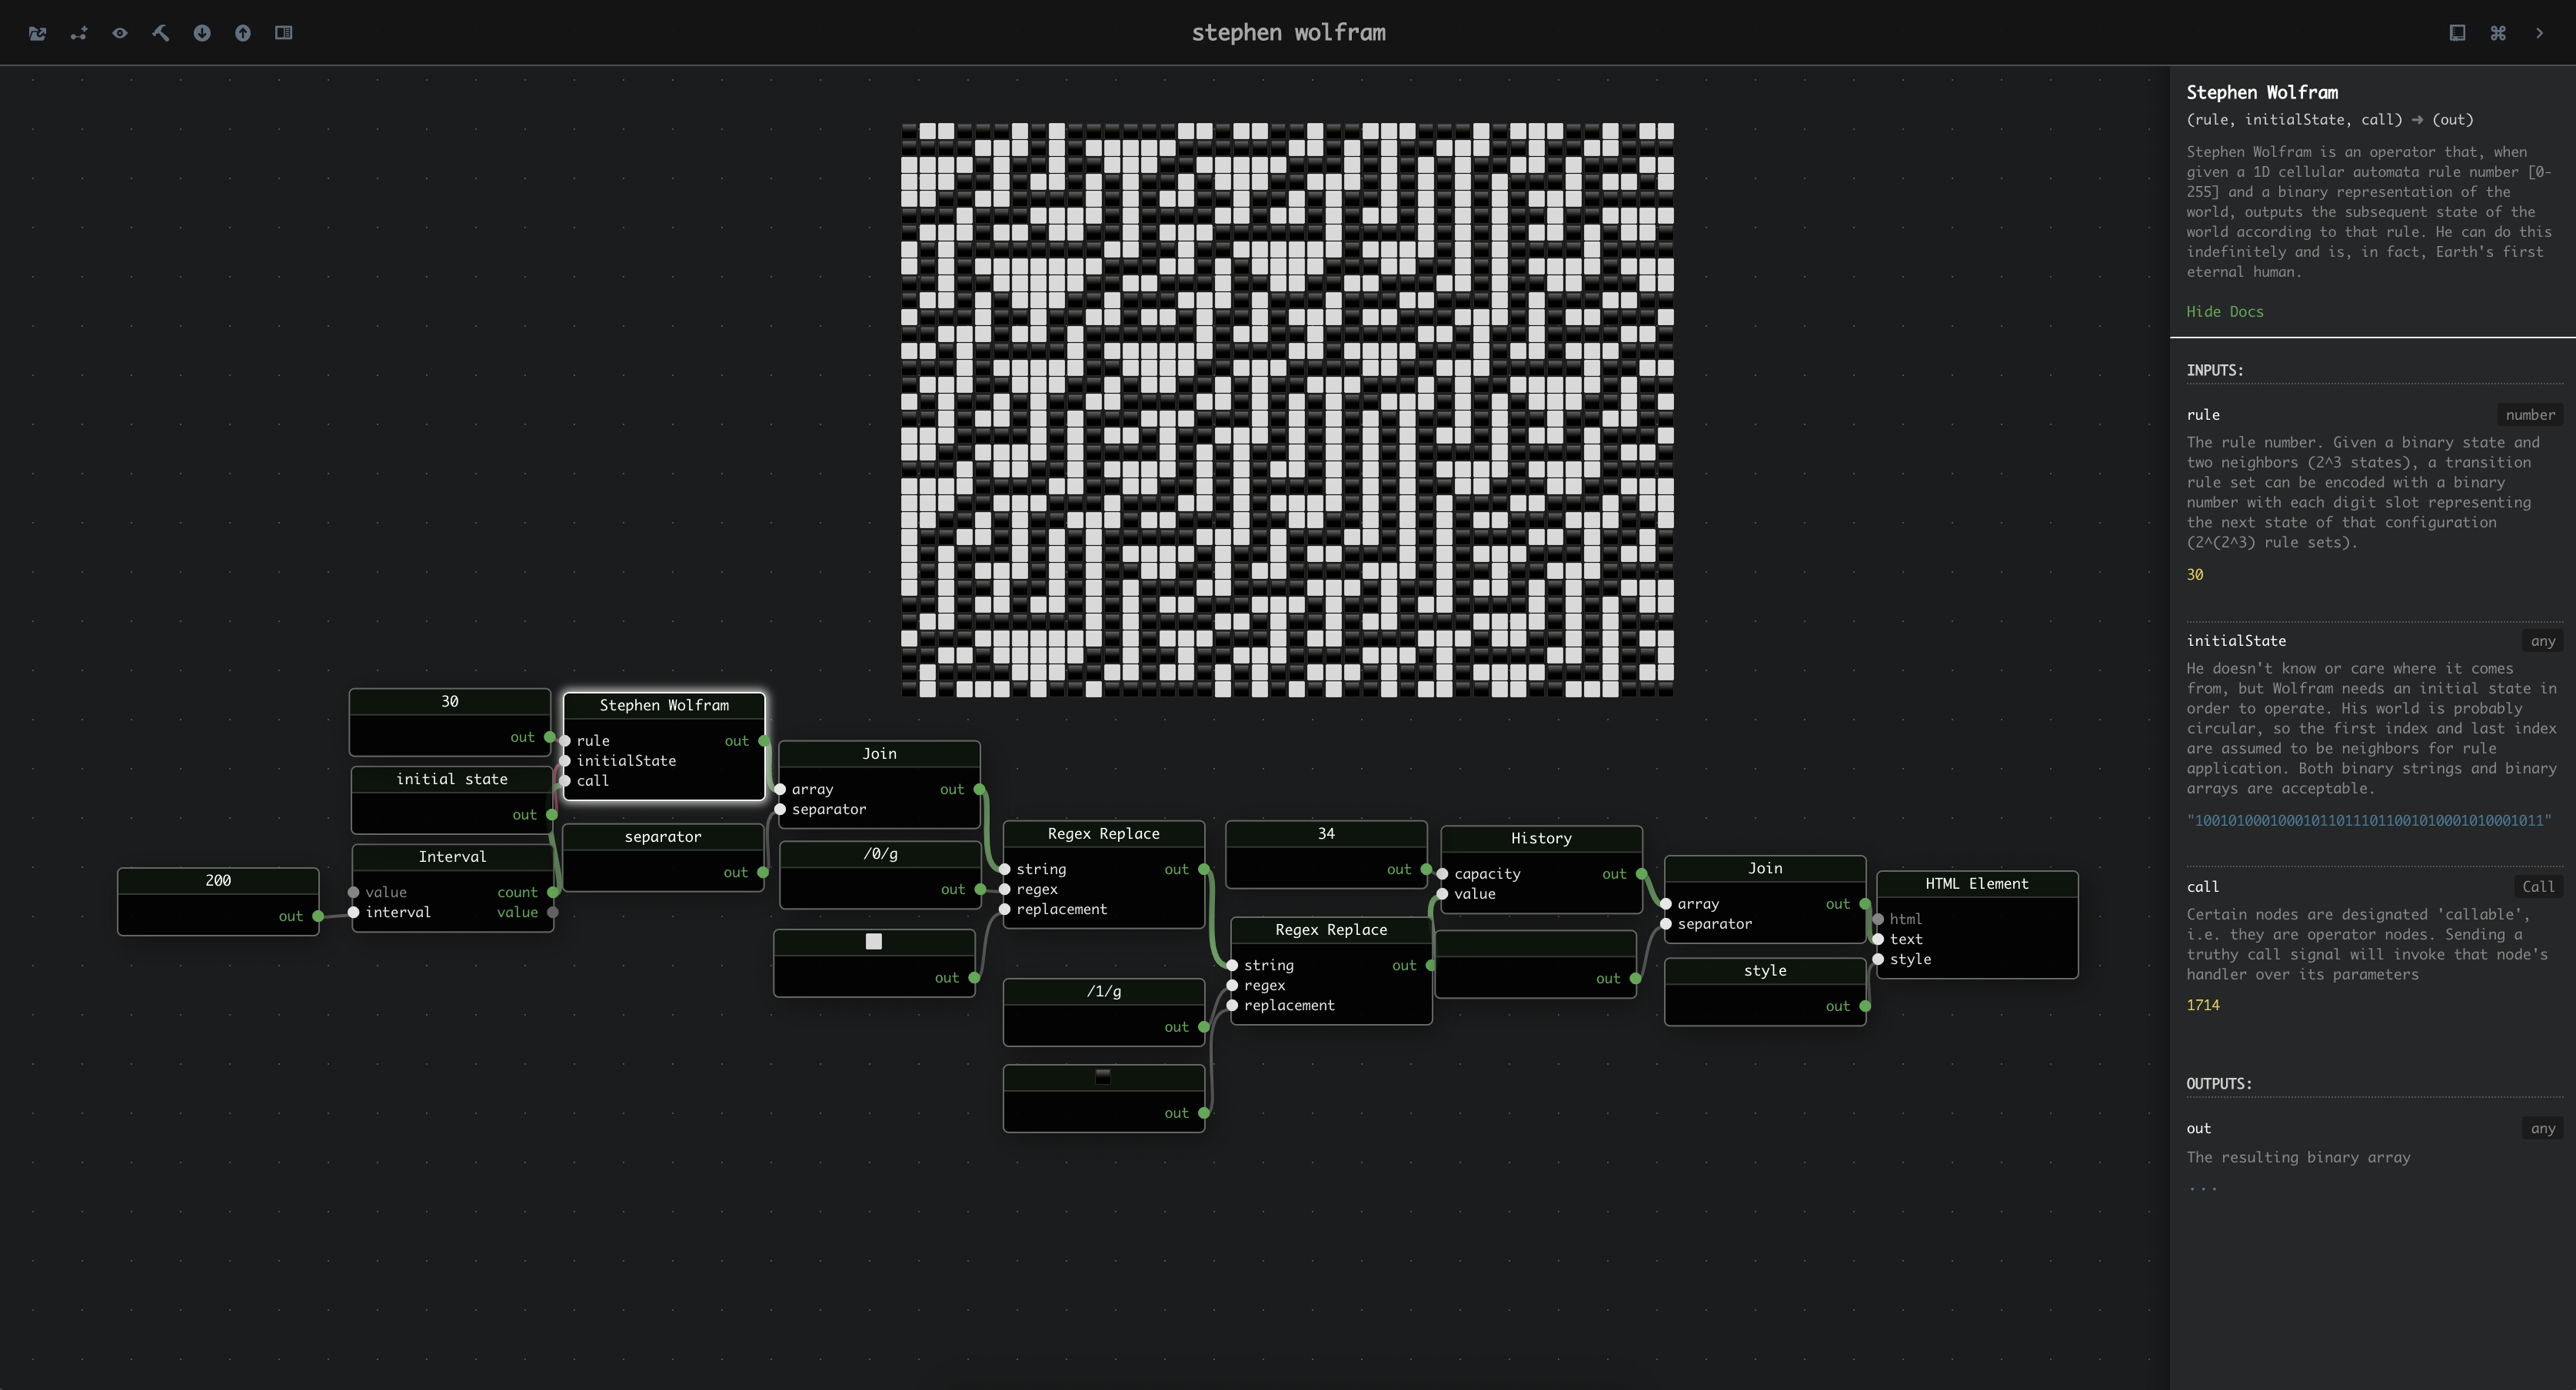 stephen wolfram
Stephen Wolfram
(rule, initialState, call) ➔ (out)
Stephen Wolfram is an operator that, when
given a 1D cellular automata rule number [0-
255] and a binary representation of the
world, outputs the subsequent state of the
world according to that rule. He can do this
indefinitely and is, in fact, Earth's first
eternal human.
Hide Docs
INPUTS:
rule number
The rule number. Given a binary state and
two neighbors (2^3 states), a transition
rule set can be encoded with a binary
number with each digit slot representing
the next state of that configuration
(2^(2^3) rule sets).
30
initialState any
He doesn't know or care where it comes
from, but Wolfram needs an initial state in
order to operate. His world is probably
circular, so the first index and last index
are assumed to be neighbors for rule
application. Both binary strings and binary
arrays are acceptable.
"100101000100010110111011001010001010001011"
call Call
Certain nodes are designated 'callable',
i.e. they are operator nodes. Sending a
truthy call signal will invoke that node's
handler over its parameters
1714
OUTPUTS:
out any
The resulting binary array
...
200
out
30
out
initial state
out
Interval
value count
interval value
Stephen Wolfram
rule out
initialState
call
separator
out
Join
array out
separator
/0/g
out
out
Regex Replace
string out
regex
replacement
/1/g
out
out
34
out
Regex Replace
string out
regex
replacement
History
capacity out
value
out
Join
array out
separator
style
out
HTML Element
html
text
style